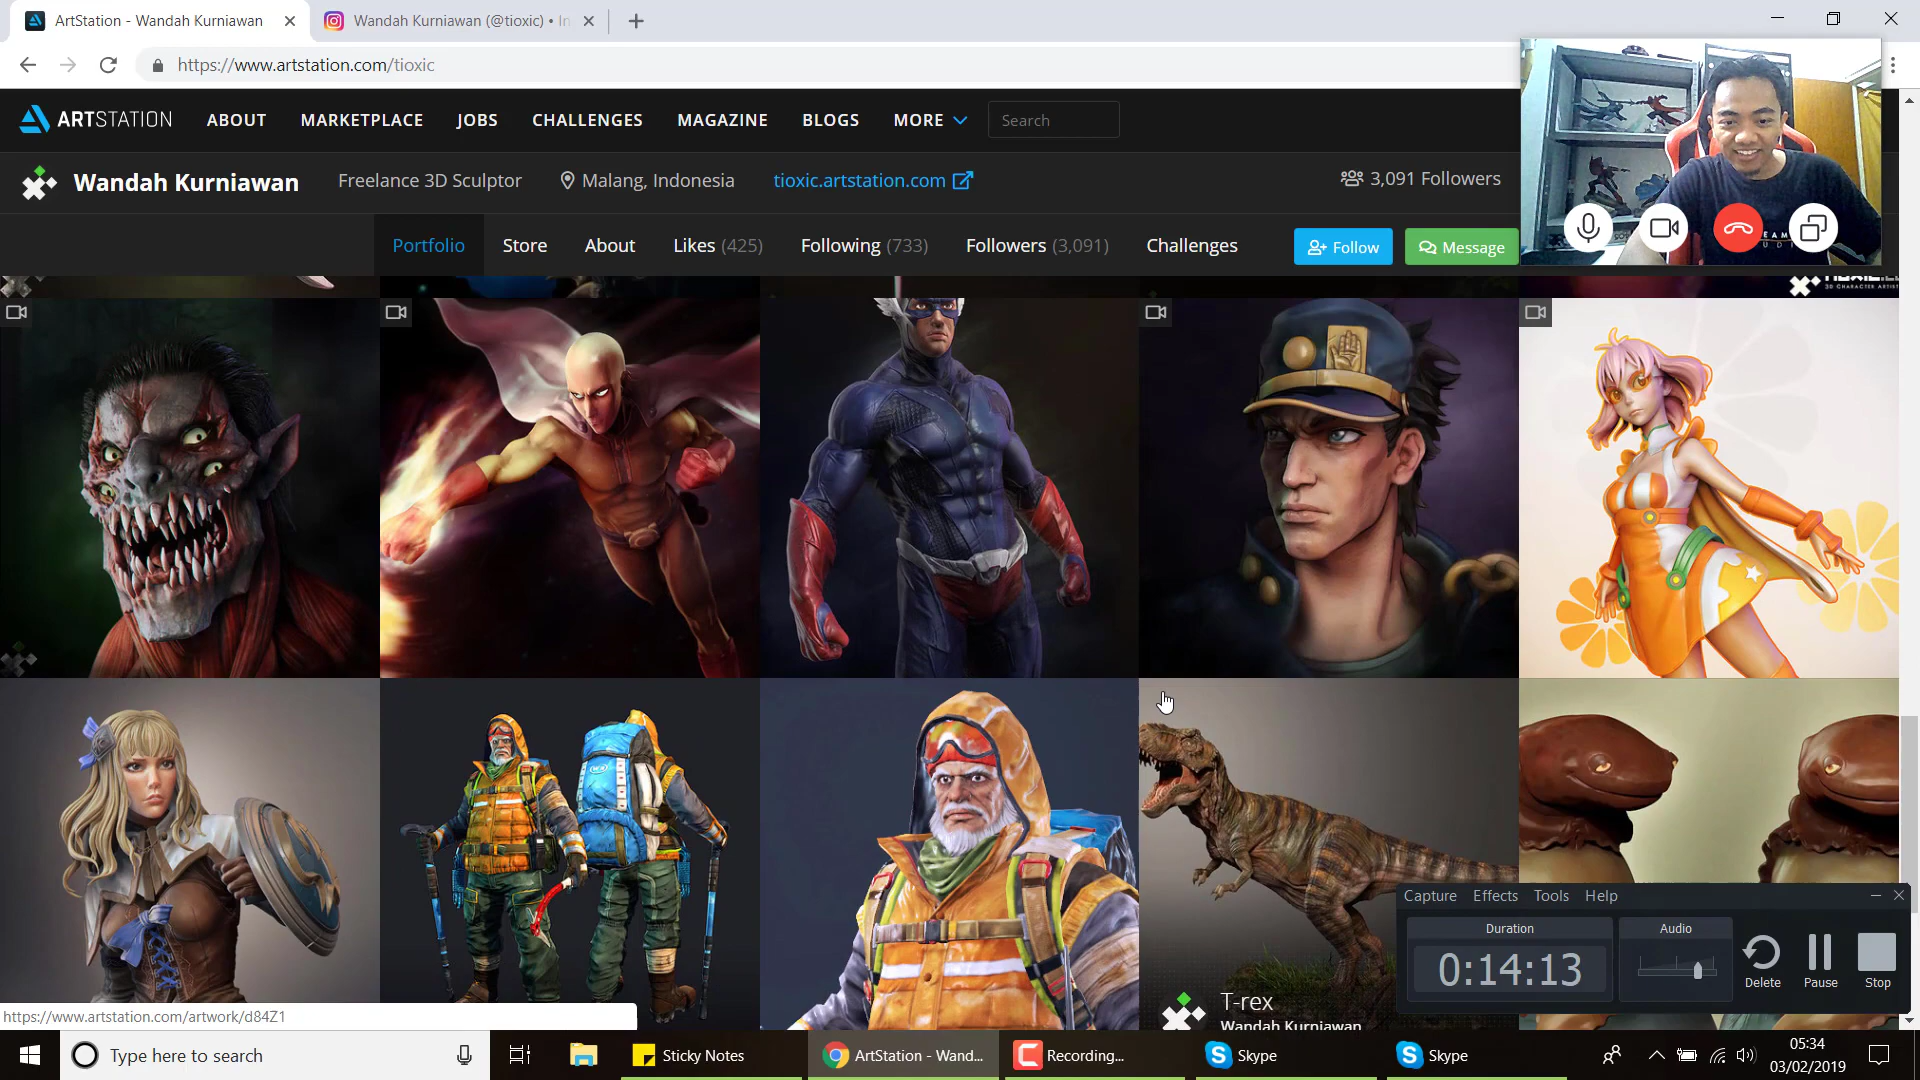 ArtStation - Wandah Kurniawan
Wandah Kurniawan (@tioxic) • In
https://www.artstation.com/tioxic
ARTSTATION ABOUT MARKETPLACE JOBS CHALLENGES MAGAZINE BLOGS MORE Search
Wandah Kurniawan Freelance 3D Sculptor Malang, Indonesia tioxic.artstation.com 3,091 Followers
Portfolio Store About Likes (425) Following (733) Followers (3,091) Challenges Follow Message
3D CHARACTER ARTIST
Capture Effects Tools Help
Duration Audio
0:14:13
Delete Pause Stop
T-rex
Wandah Kurniawan
https://www.artstation.com/artwork/d84Z1
Type here to search
Sticky Notes
ArtStation - Wand...
Recording...
Skype
Skype
05:34
03/02/2019